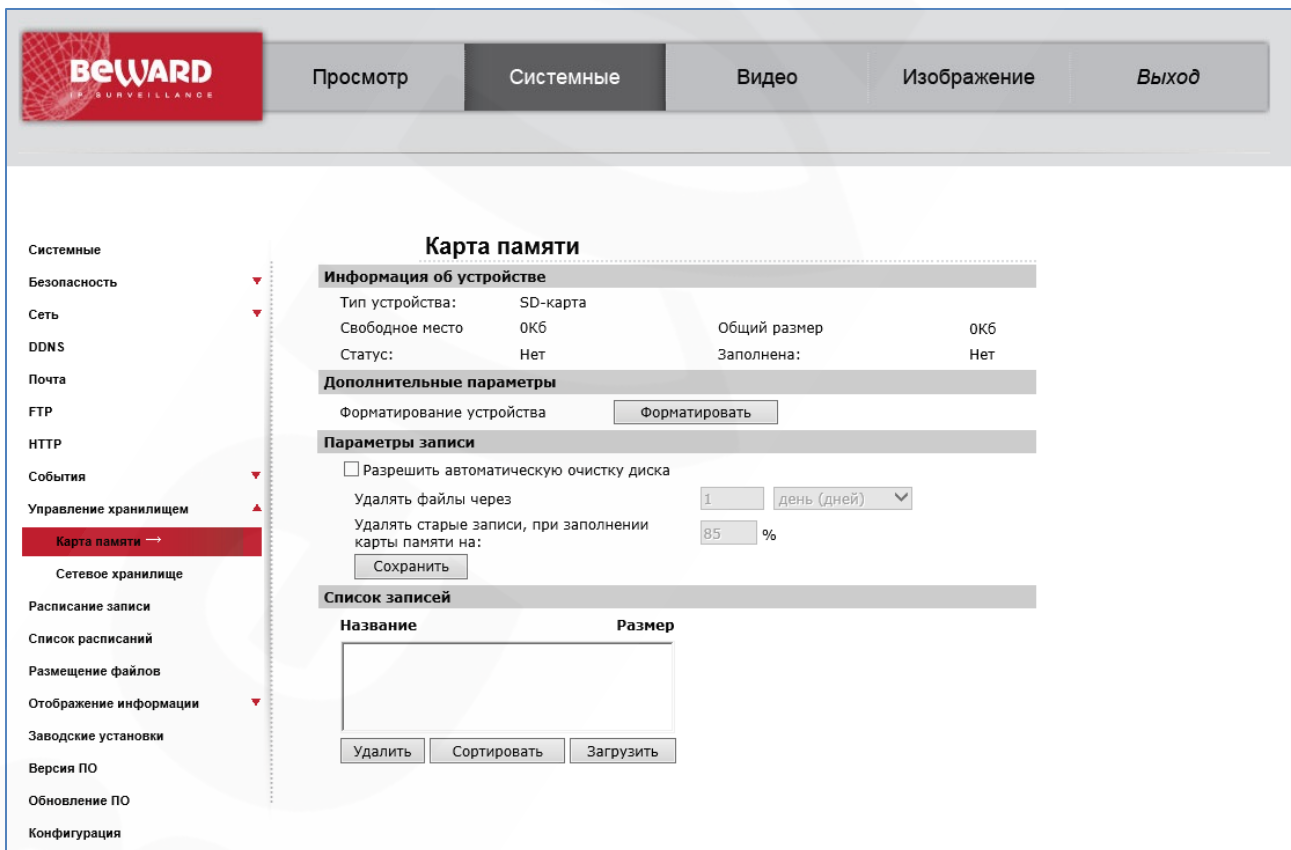 BEWARD
IP SURVEILLANCE
Просмотр
Системные
Видео
Изображение
Выход
Системные
Безопасность
Сеть
DDNS
Почта
FTP
HTTP
События
Управление хранилищем
Карта памяти →
Сетевое хранилище
Расписание записи
Список расписаний
Размещение файлов
Отображение информации
Заводские установки
Версия ПО
Обновление ПО
Конфигурация
Карта памяти
Информация об устройстве
Тип устройства: SD-карта
Свободное место 0Кб Общий размер 0Кб
Статус: Нет Заполнена: Нет
Дополнительные параметры
Форматирование устройства Форматировать
Параметры записи
Разрешить автоматическую очистку диска
Удалять файлы через 1 день (дней)
Удалять старые записи, при заполнении
карты памяти на: 85 %
Сохранить
Список записей
Название Размер
Удалить Сортировать Загрузить